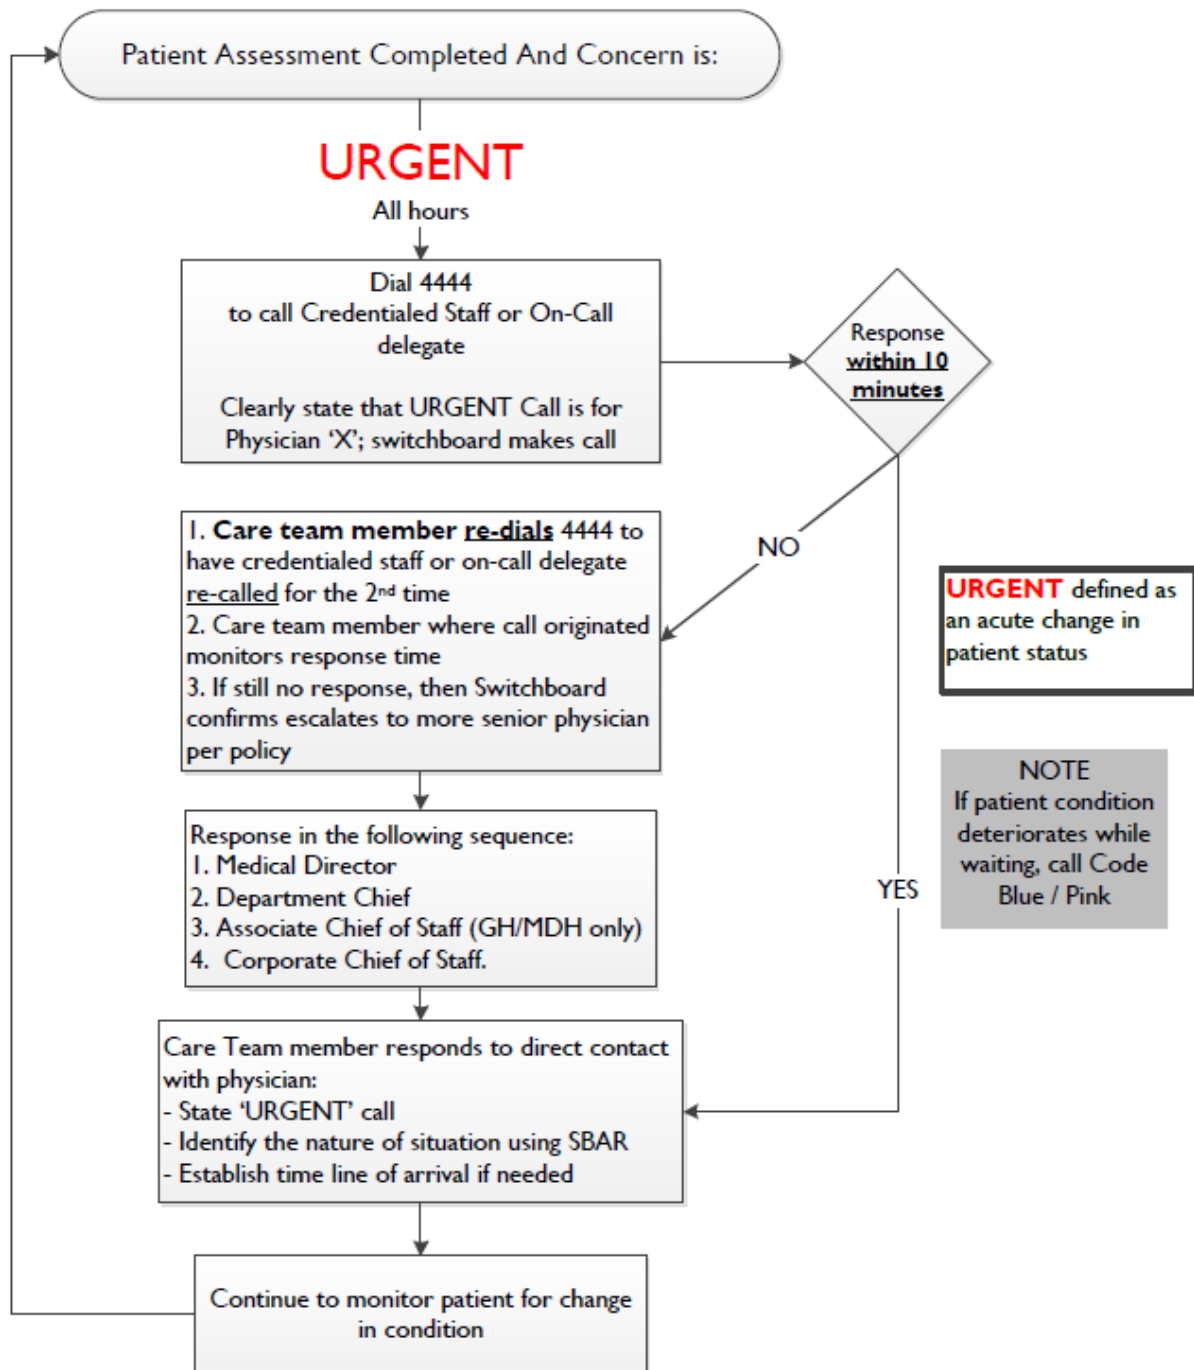 Patient Assessment Completed And Concern is:
URGENT
All hours
Dial 4444
to call Credentialed Staff or On-Call
delegate
Clearly state that URGENT Call is for
Physician ‘X’; switchboard makes call
Response
within 10
minutes
NO
YES
1. Care team member re-dials 4444 to
have credentialed staff or on-call delegate
re-called for the 2nd time
2. Care team member where call originated
monitors response time
3. If still no response, then Switchboard
confirms escalates to more senior physician
per policy
URGENT defined as
an acute change in
patient status
NOTE
If patient condition
deteriorates while
waiting, call Code
Blue / Pink
Response in the following sequence:
1. Medical Director
2. Department Chief
3. Associate Chief of Staff (GH/MDH only)
4. Corporate Chief of Staff.
Care Team member responds to direct contact
with physician:
- State ‘URGENT’ call
- Identify the nature of situation using SBAR
- Establish time line of arrival if needed
Continue to monitor patient for change
in condition